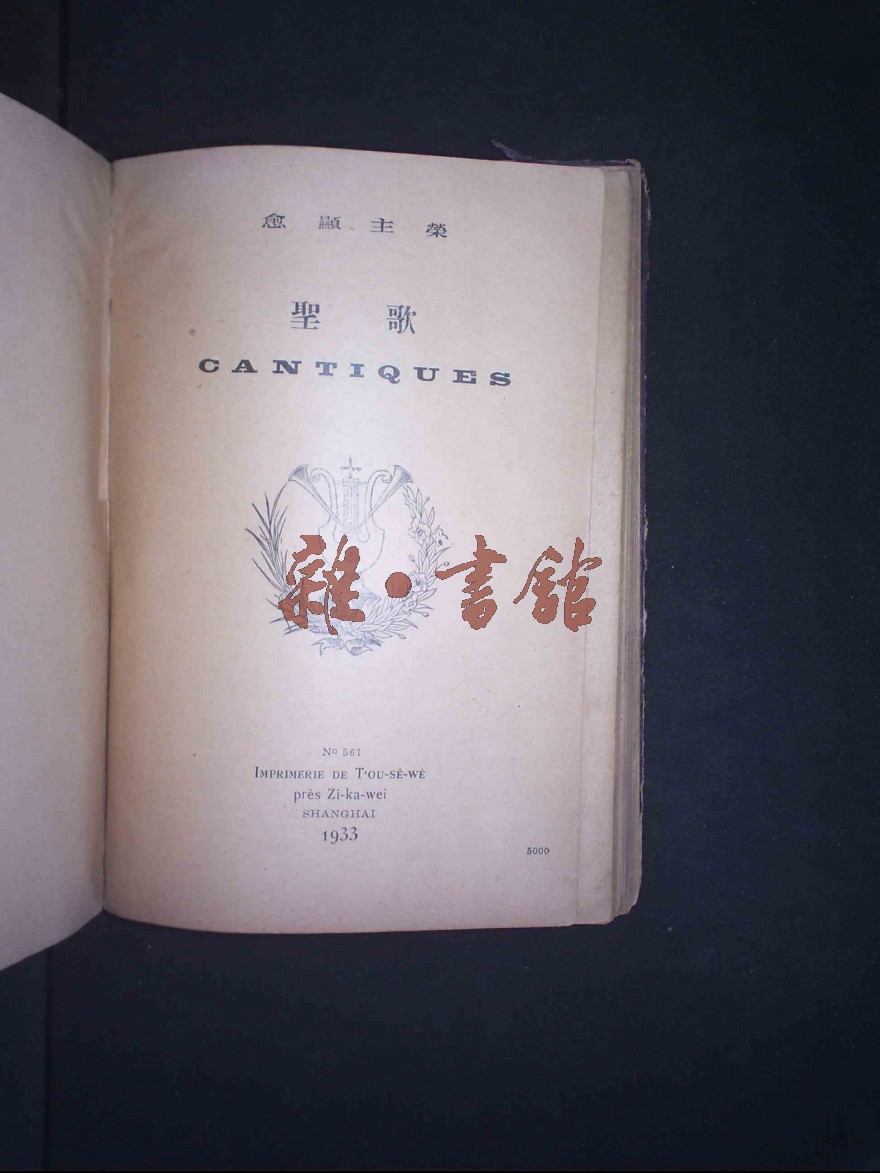 愈顯主榮
聖歌
CANTIQUES
雜·書館
Nº 561
IMPRIMERIE DE T'OU-SÈ-WÈ
près Zi-ka-wei
SHANGHAI
1933
5000